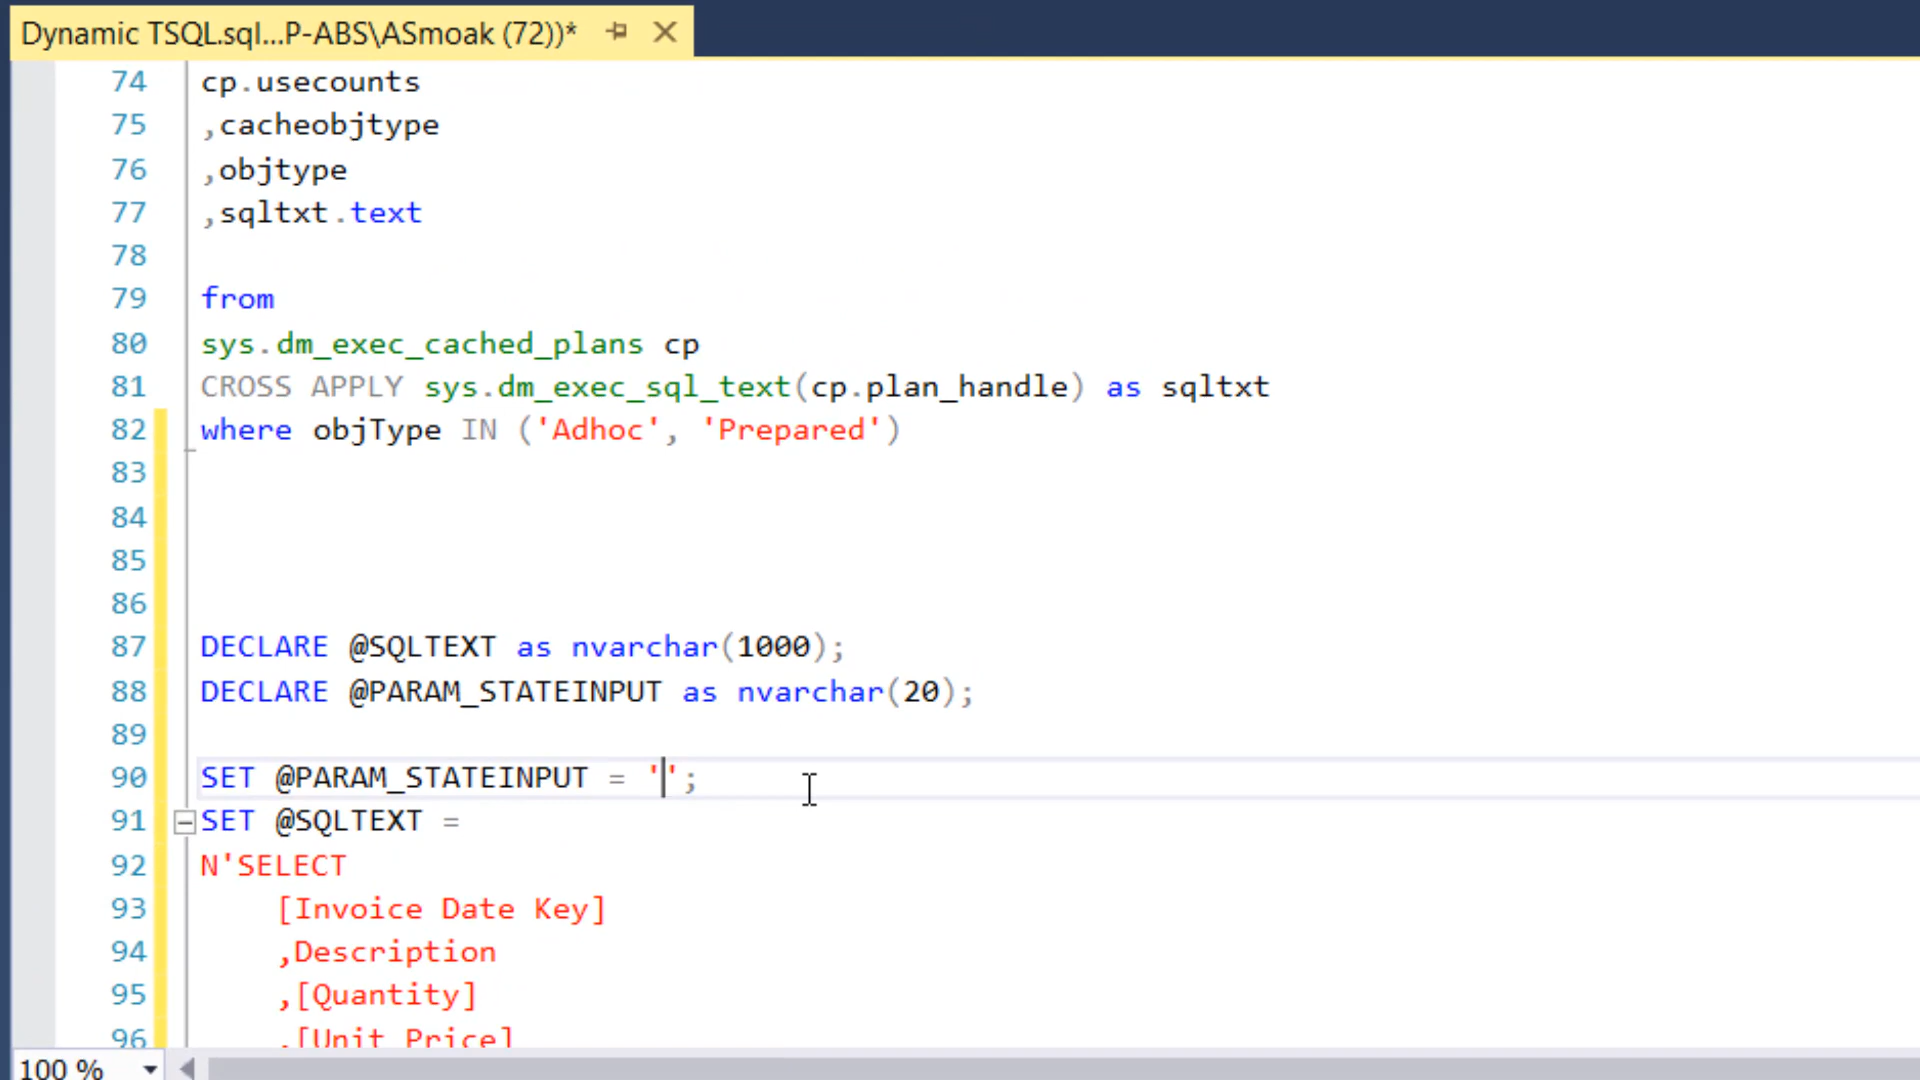 Dynamic TSQL.sql...P-ABS\ASmoak (72))*
74 cp.usecounts
75 ,cacheobjtype
76 ,objtype
77 ,sqltxt.text
78
79 from
80 sys.dm_exec_cached_plans cp
81 CROSS APPLY sys.dm_exec_sql_text(cp.plan_handle) as sqltxt
82 where objType IN ('Adhoc', 'Prepared')
83
84
85
86
87 DECLARE @SQLTEXT as nvarchar(1000);
88 DECLARE @PARAM_STATEINPUT as nvarchar(20);
89
90 SET @PARAM_STATEINPUT = '';
91 SET @SQLTEXT =
92 N'SELECT
93 [Invoice Date Key]
94 ,Description
95 ,[Quantity]
96 ,[Unit Price]
100 %